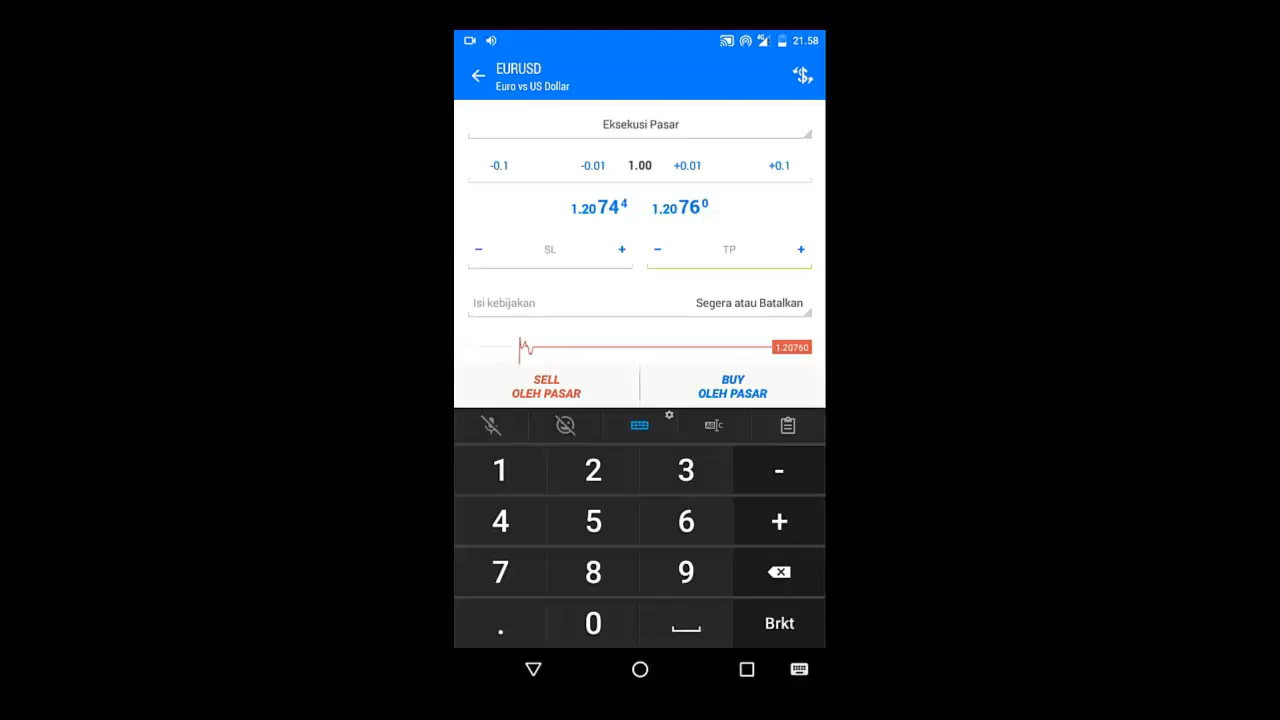 21.58
EURUSD
Euro vs US Dollar
Eksekusi Pasar
-0.1 -0.01 1.00 +0.01 +0.1
1.20744 1.20760
− SL + − TP +
Isi kebijakan Segera atau Batalkan
1.20760
SELL BUY
OLEH PASAR OLEH PASAR
1 2 3 -
4 5 6 +
7 8 9
. 0 Brkt